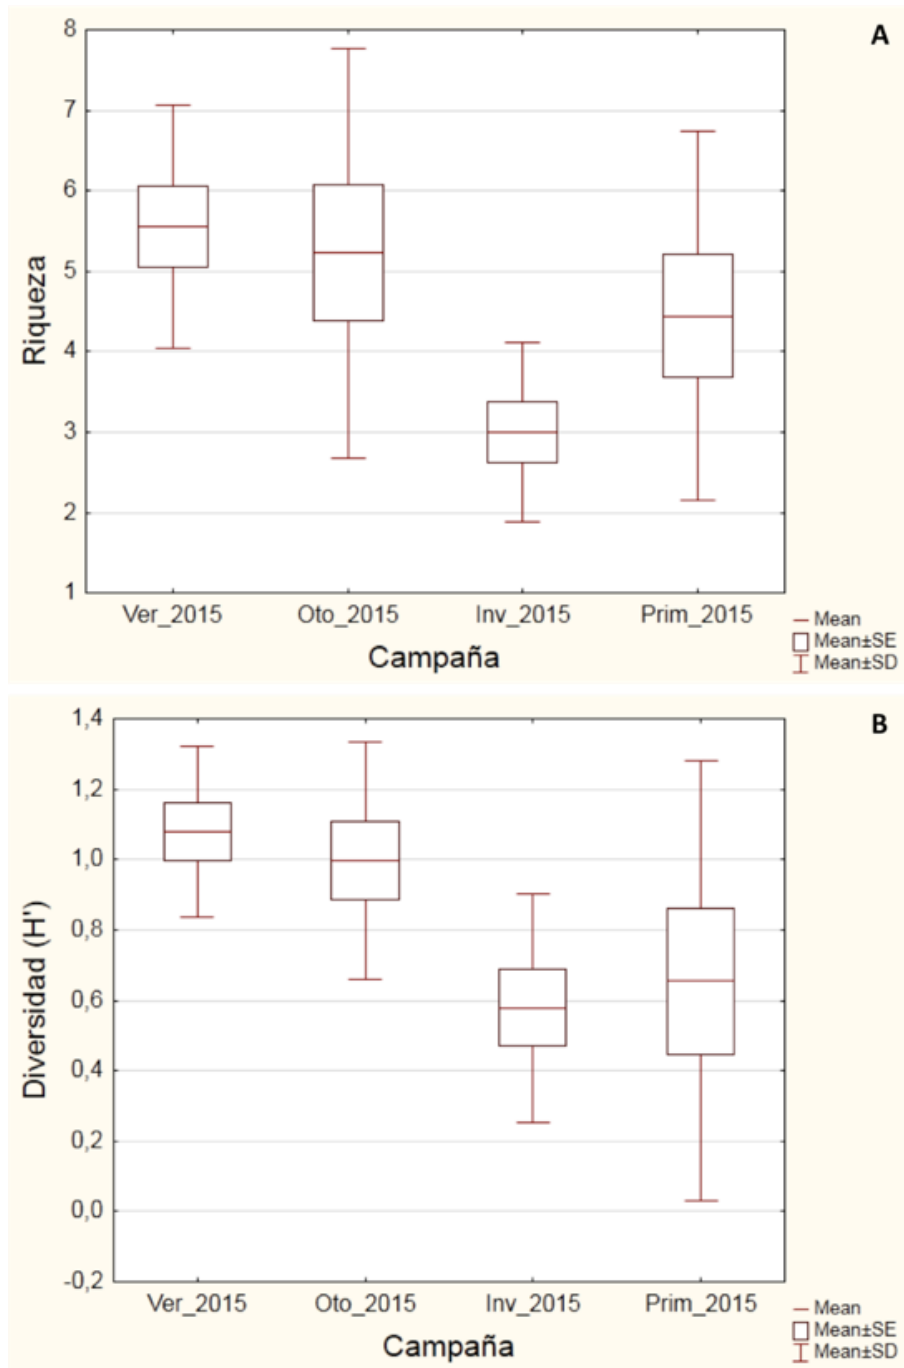 A
8
7
6
5
4
3
2
1
Riqueza
Ver_2015 Oto_2015 Inv_2015 Prim_2015
Campaña
Mean
Mean±SE
Mean±SD
B
1,4
1,2
1,0
0,8
0,6
0,4
0,2
0,0
-0,2
Diversidad (H')
Ver_2015 Oto_2015 Inv_2015 Prim_2015
Campaña
Mean
Mean±SE
Mean±SD